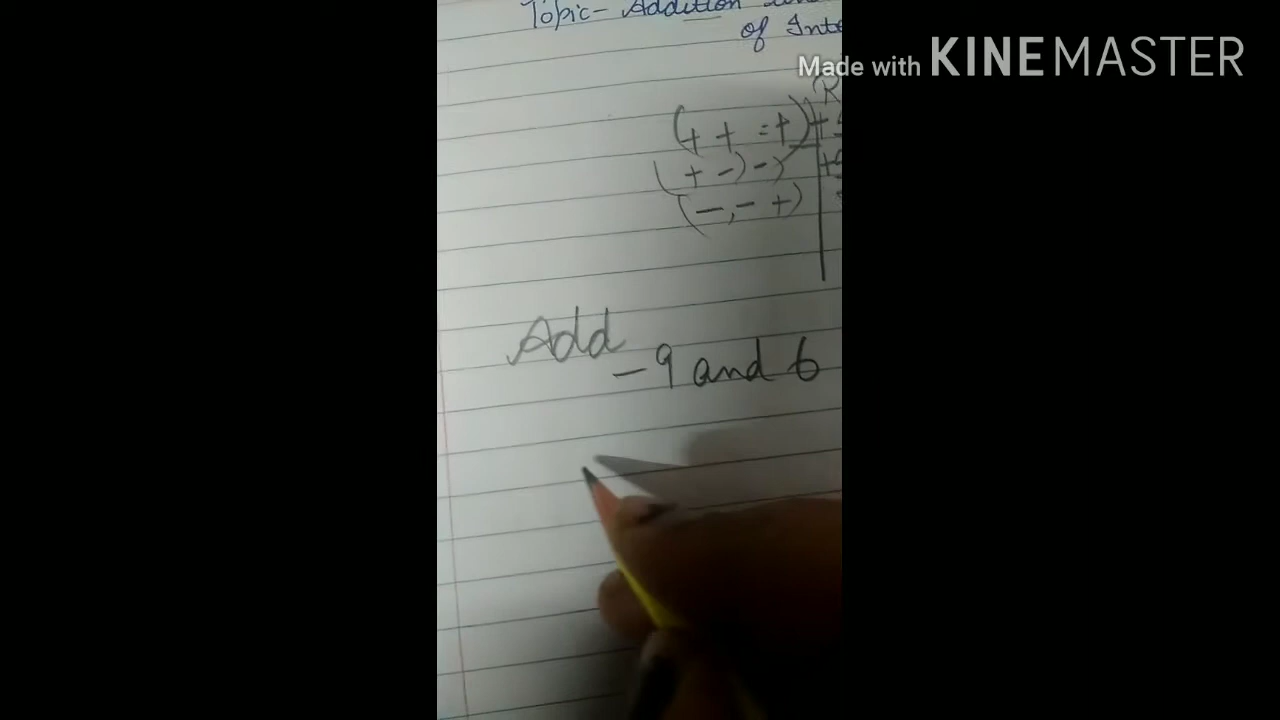 Topic- Addition
of Inte
Made with KINEMASTER
(+ + =+)
( + -) -)
(-,- +)
Add
-9 and 6